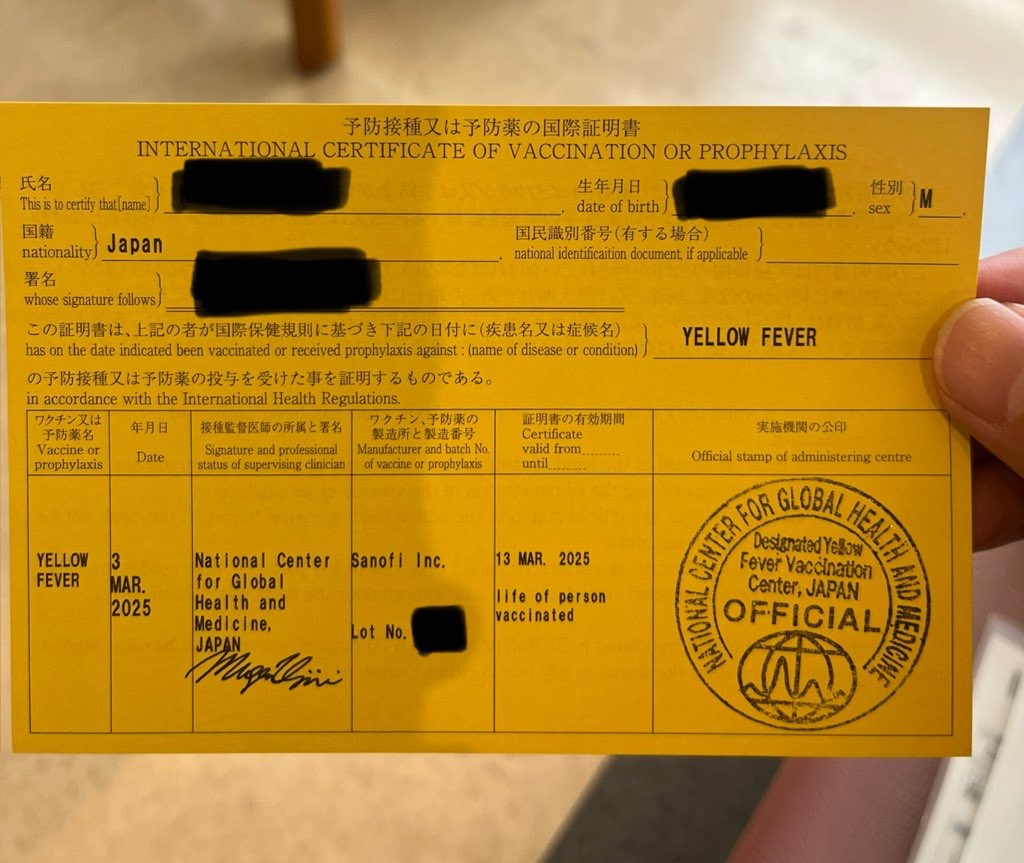 予防接種又は予防薬の国際証明書
INTERNATIONAL CERTIFICATE OF VACCINATION OR PROPHYLAXIS
氏名
This is to certify that[name]
生年月日
date of birth
性別
sex
M
国籍
nationality
Japan
国民識別番号(有する場合)
national identificaition document, if applicable
署名
whose signature follows
この証明書は、上記の者が国際保健規則に基づき下記の日付に(疾患名又は症候名)
has on the date indicated been vaccinated or received prophylaxis against : (name of disease or condition)
YELLOW FEVER
の予防接種又は予防薬の投与を受けた事を証明するものである。
in accordance with the International Health Regulations.
ワクチン又は
予防薬名
Vaccine or
prophylaxis
年月日
Date
接種監督医師の所属と署名
Signature and professional
status of supervising clinician
ワクチン、予防薬の
製造所と製造番号
Manufacturer and batch No.
of vaccine or prophylaxis
証明書の有効期間
Certificate
valid from
until
実施機関の公印
Official stamp of administering centre
YELLOW
FEVER
3
MAR.
2025
National Center
for Global
Health and
Medicine,
JAPAN
Sanofi Inc.
Lot No.
13 MAR. 2025
life of person
vaccinated
NATIONAL CENTER FOR GLOBAL HEALTH AND MEDICINE
Designated Yellow
Fever Vaccination
Center, JAPAN
OFFICIAL